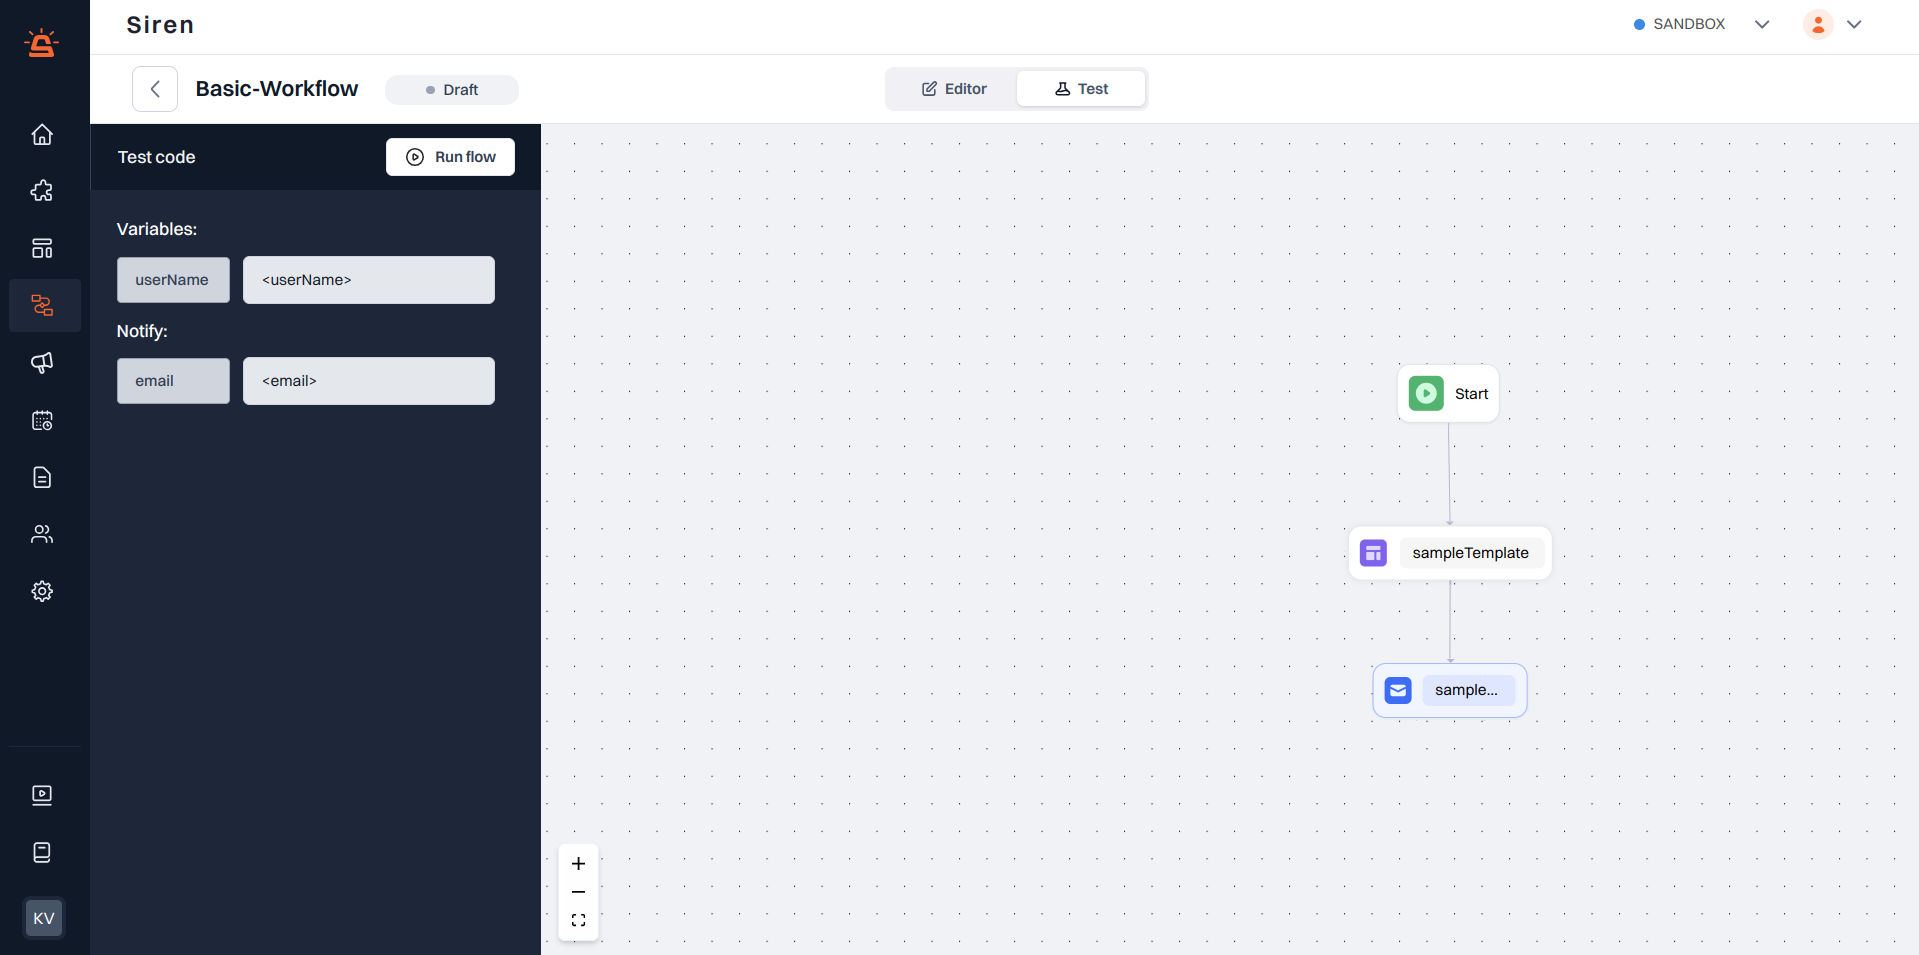 Siren
SANDBOX
Basic-Workflow
Draft
Editor
Test
Test code
Run flow
Variables:
userName
<userName>
Notify:
email
<email>
Start
sampleTemplate
sample...
KV